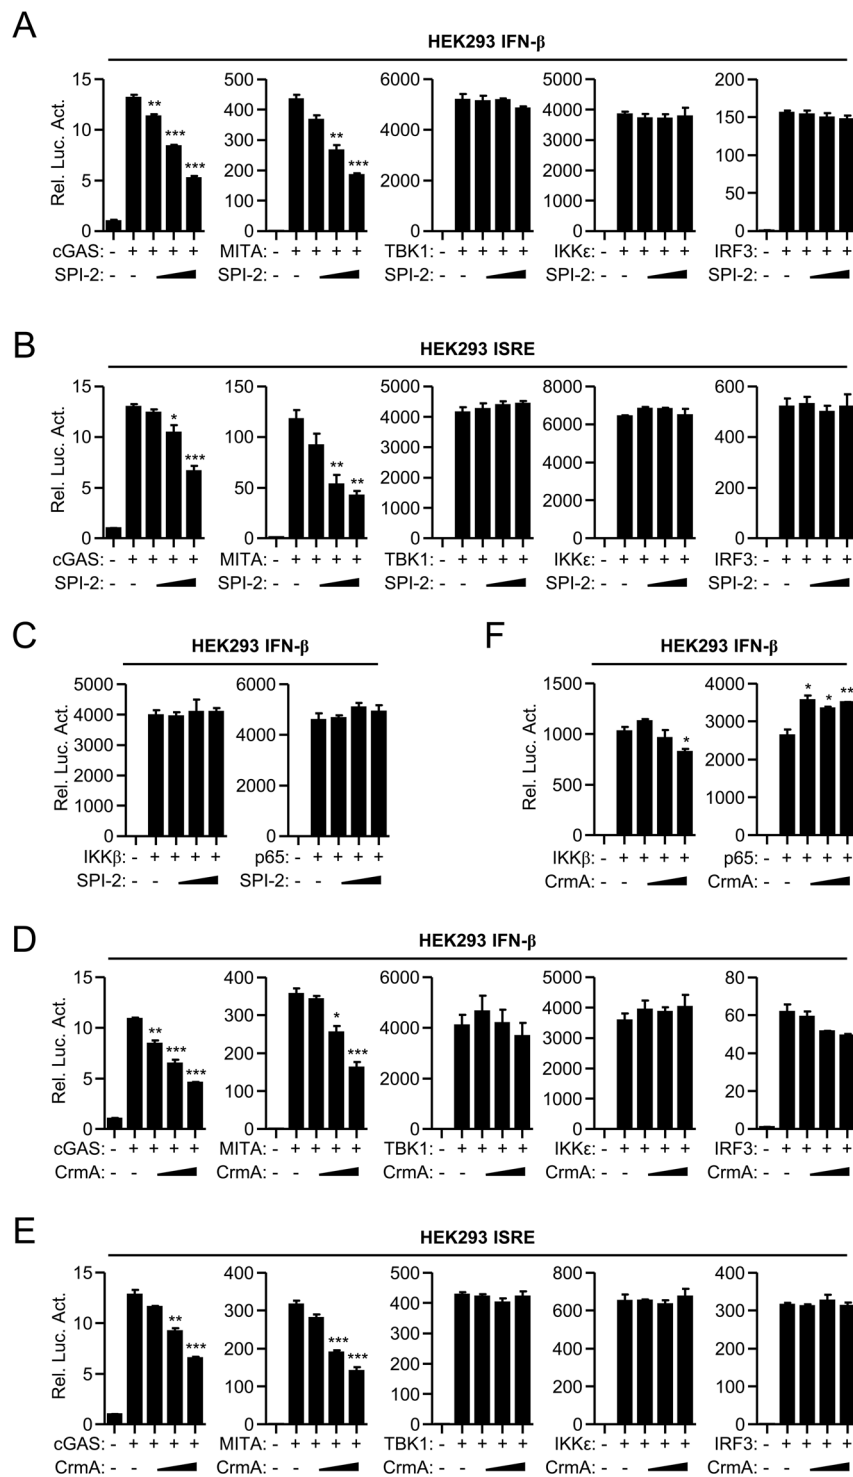 A
HEK293 IFN-β
Rel. Luc. Act.
15 10 5 0
500 400 300 200 100 0
6000 4000 2000 0
5000 4000 3000 2000 1000 0
200 150 100 50 0
** *** ***
** ***
cGAS: - + + + +
SPI-2: - -
MITA: - + + + +
SPI-2: - -
TBK1: - + + + +
SPI-2: - -
IKKε: - + + + +
SPI-2: - -
IRF3: - + + + +
SPI-2: - -
B
HEK293 ISRE
Rel. Luc. Act.
15 10 5 0
150 100 50 0
5000 4000 3000 2000 1000 0
8000 6000 4000 2000 0
600 400 200 0
* ***
** **
cGAS: - + + + +
SPI-2: - -
MITA: - + + + +
SPI-2: - -
TBK1: - + + + +
SPI-2: - -
IKKε: - + + + +
SPI-2: - -
IRF3: - + + + +
SPI-2: - -
C
HEK293 IFN-β
Rel. Luc. Act.
5000 4000 3000 2000 1000 0
6000 4000 2000 0
IKKβ: - + + + +
SPI-2: - -
p65: - + + + +
SPI-2: - -
F
HEK293 IFN-β
Rel. Luc. Act.
1500 1000 500 0
4000 3000 2000 1000 0
*
* * **
IKKβ: - + + + +
CrmA: - -
p65: - + + + +
CrmA: - -
D
HEK293 IFN-β
Rel. Luc. Act.
15 10 5 0
400 300 200 100 0
6000 4000 2000 0
5000 4000 3000 2000 1000 0
80 60 40 20 0
** *** ***
* ***
cGAS: - + + + +
CrmA: - -
MITA: - + + + +
CrmA: - -
TBK1: - + + + +
CrmA: - -
IKKε: - + + + +
CrmA: - -
IRF3: - + + + +
CrmA: - -
E
HEK293 ISRE
Rel. Luc. Act.
15 10 5 0
400 300 200 100 0
500 400 300 200 100 0
800 600 400 200 0
400 300 200 100 0
** ***
*** ***
cGAS: - + + + +
CrmA: - -
MITA: - + + + +
CrmA: - -
TBK1: - + + + +
CrmA: - -
IKKε: - + + + +
CrmA: - -
IRF3: - + + + +
CrmA: - -